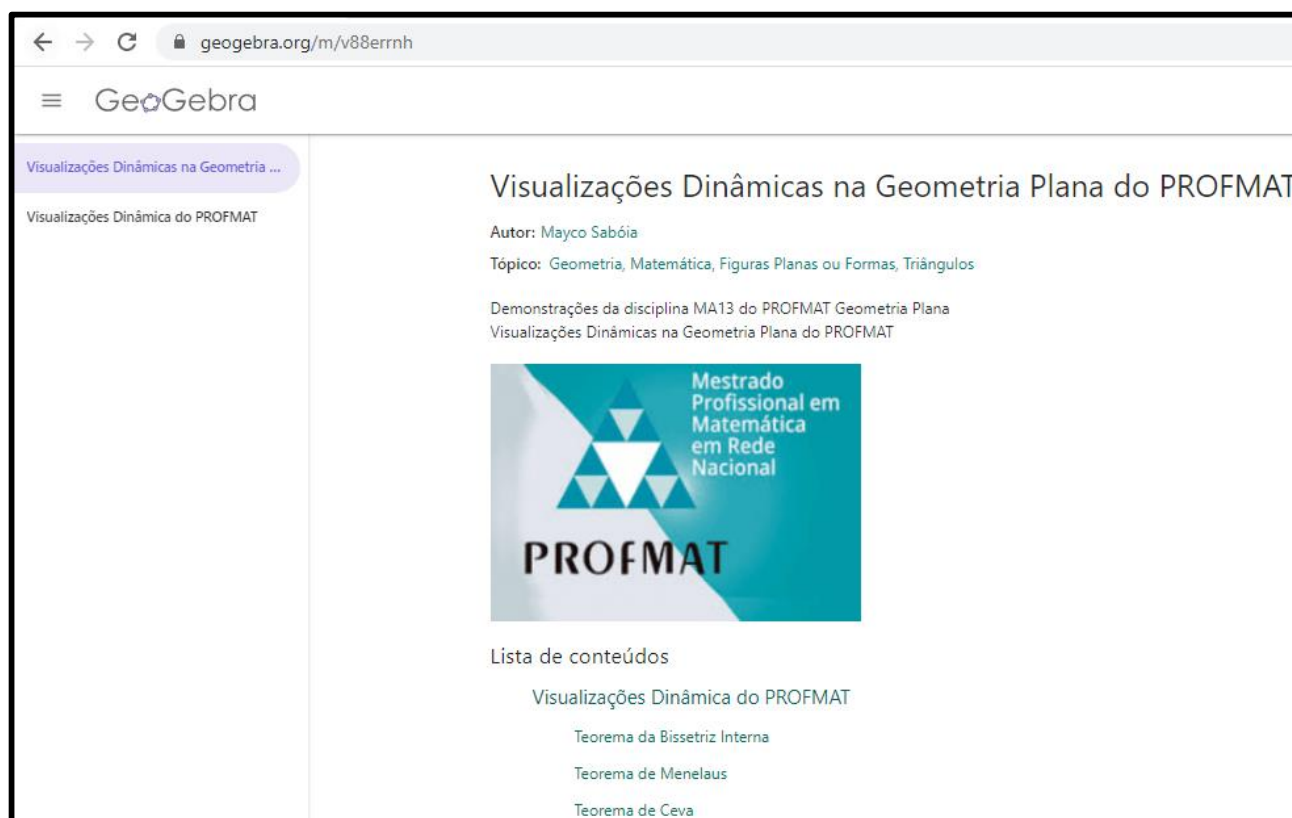 geogebra.org/m/v88errnh
GeoGebra
Visualizações Dinâmicas na Geometria ...
Visualizações Dinâmica do PROFMAT
Visualizações Dinâmicas na Geometria Plana do PROFMAT
Autor: Mayco Sabóia
Tópico: Geometria, Matemática, Figuras Planas ou Formas, Triângulos
Demonstrações da disciplina MA13 do PROFMAT Geometria Plana
Visualizações Dinâmicas na Geometria Plana do PROFMAT
Mestrado
Profissional em
Matemática
em Rede
Nacional
PROFMAT
Lista de conteúdos
Visualizações Dinâmica do PROFMAT
Teorema da Bissetriz Interna
Teorema de Menelaus
Teorema de Ceva